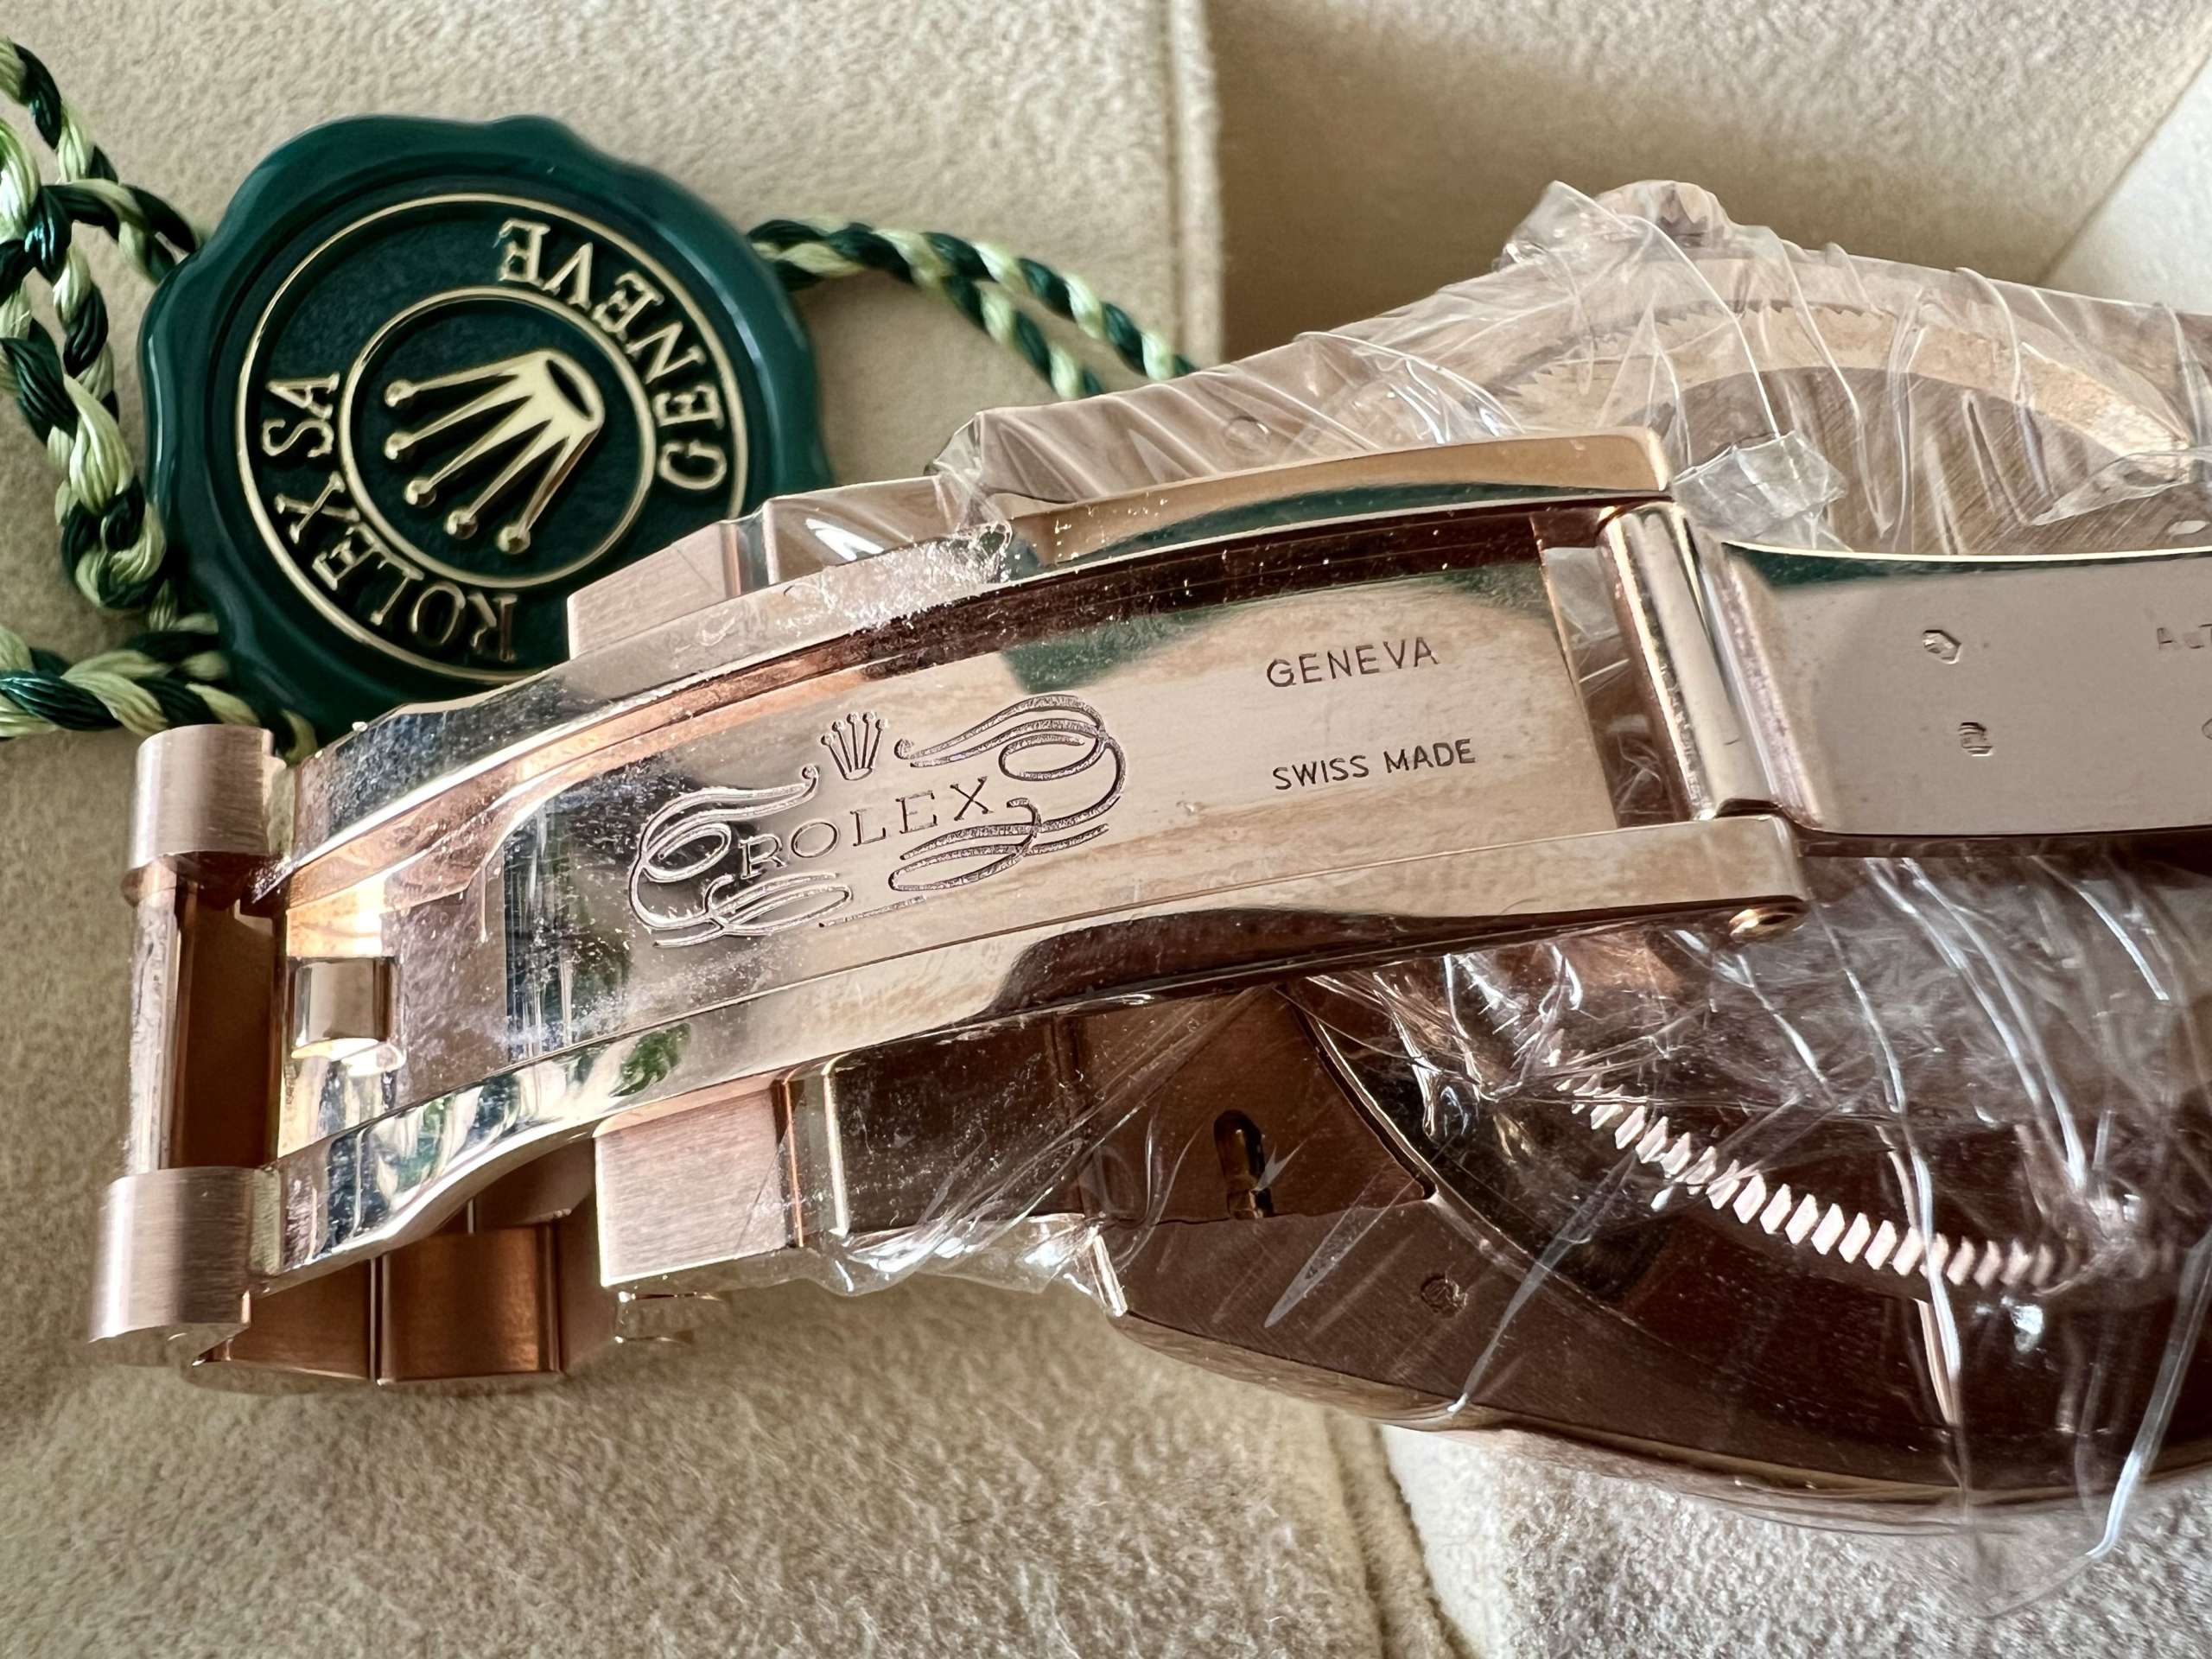 ROLEX SA
GENEVE
ROLEX
GENEVA
SWISS MADE